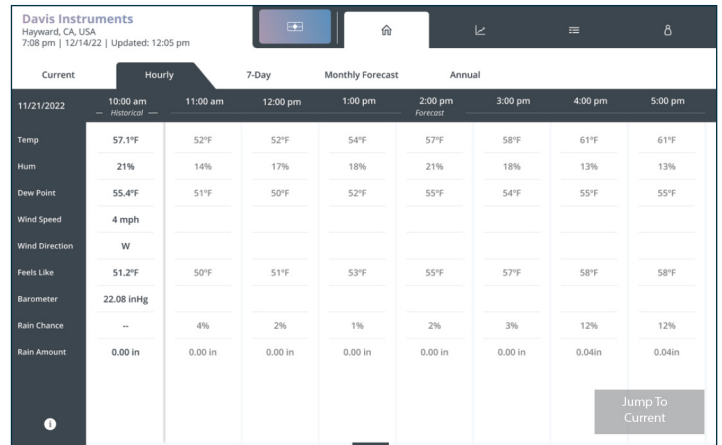 Davis Instruments
Hayward, CA, USA
7:08 pm | 12/14/22 | Updated: 12:05 pm
Current Hourly 7-Day Monthly Forecast Annual
11/21/2022 10:00 am 11:00 am 12:00 pm 1:00 pm 2:00 pm 3:00 pm 4:00 pm 5:00 pm
Historical Forecast
Temp 57.1°F 52°F 52°F 54°F 57°F 58°F 61°F 61°F
Hum 21% 14% 17% 18% 21% 18% 13% 13%
Dew Point 55.4°F 51°F 50°F 52°F 55°F 54°F 55°F 55°F
Wind Speed 4 mph
Wind Direction W
Feels Like 51.2°F 50°F 51°F 53°F 55°F 57°F 58°F 58°F
Barometer 22.08 inHg
Rain Chance -- 4% 2% 1% 2% 3% 12% 12%
Rain Amount 0.00 in 0.00 in 0.00 in 0.00 in 0.00 in 0.00 in 0.04in 0.04in
Jump To
Current